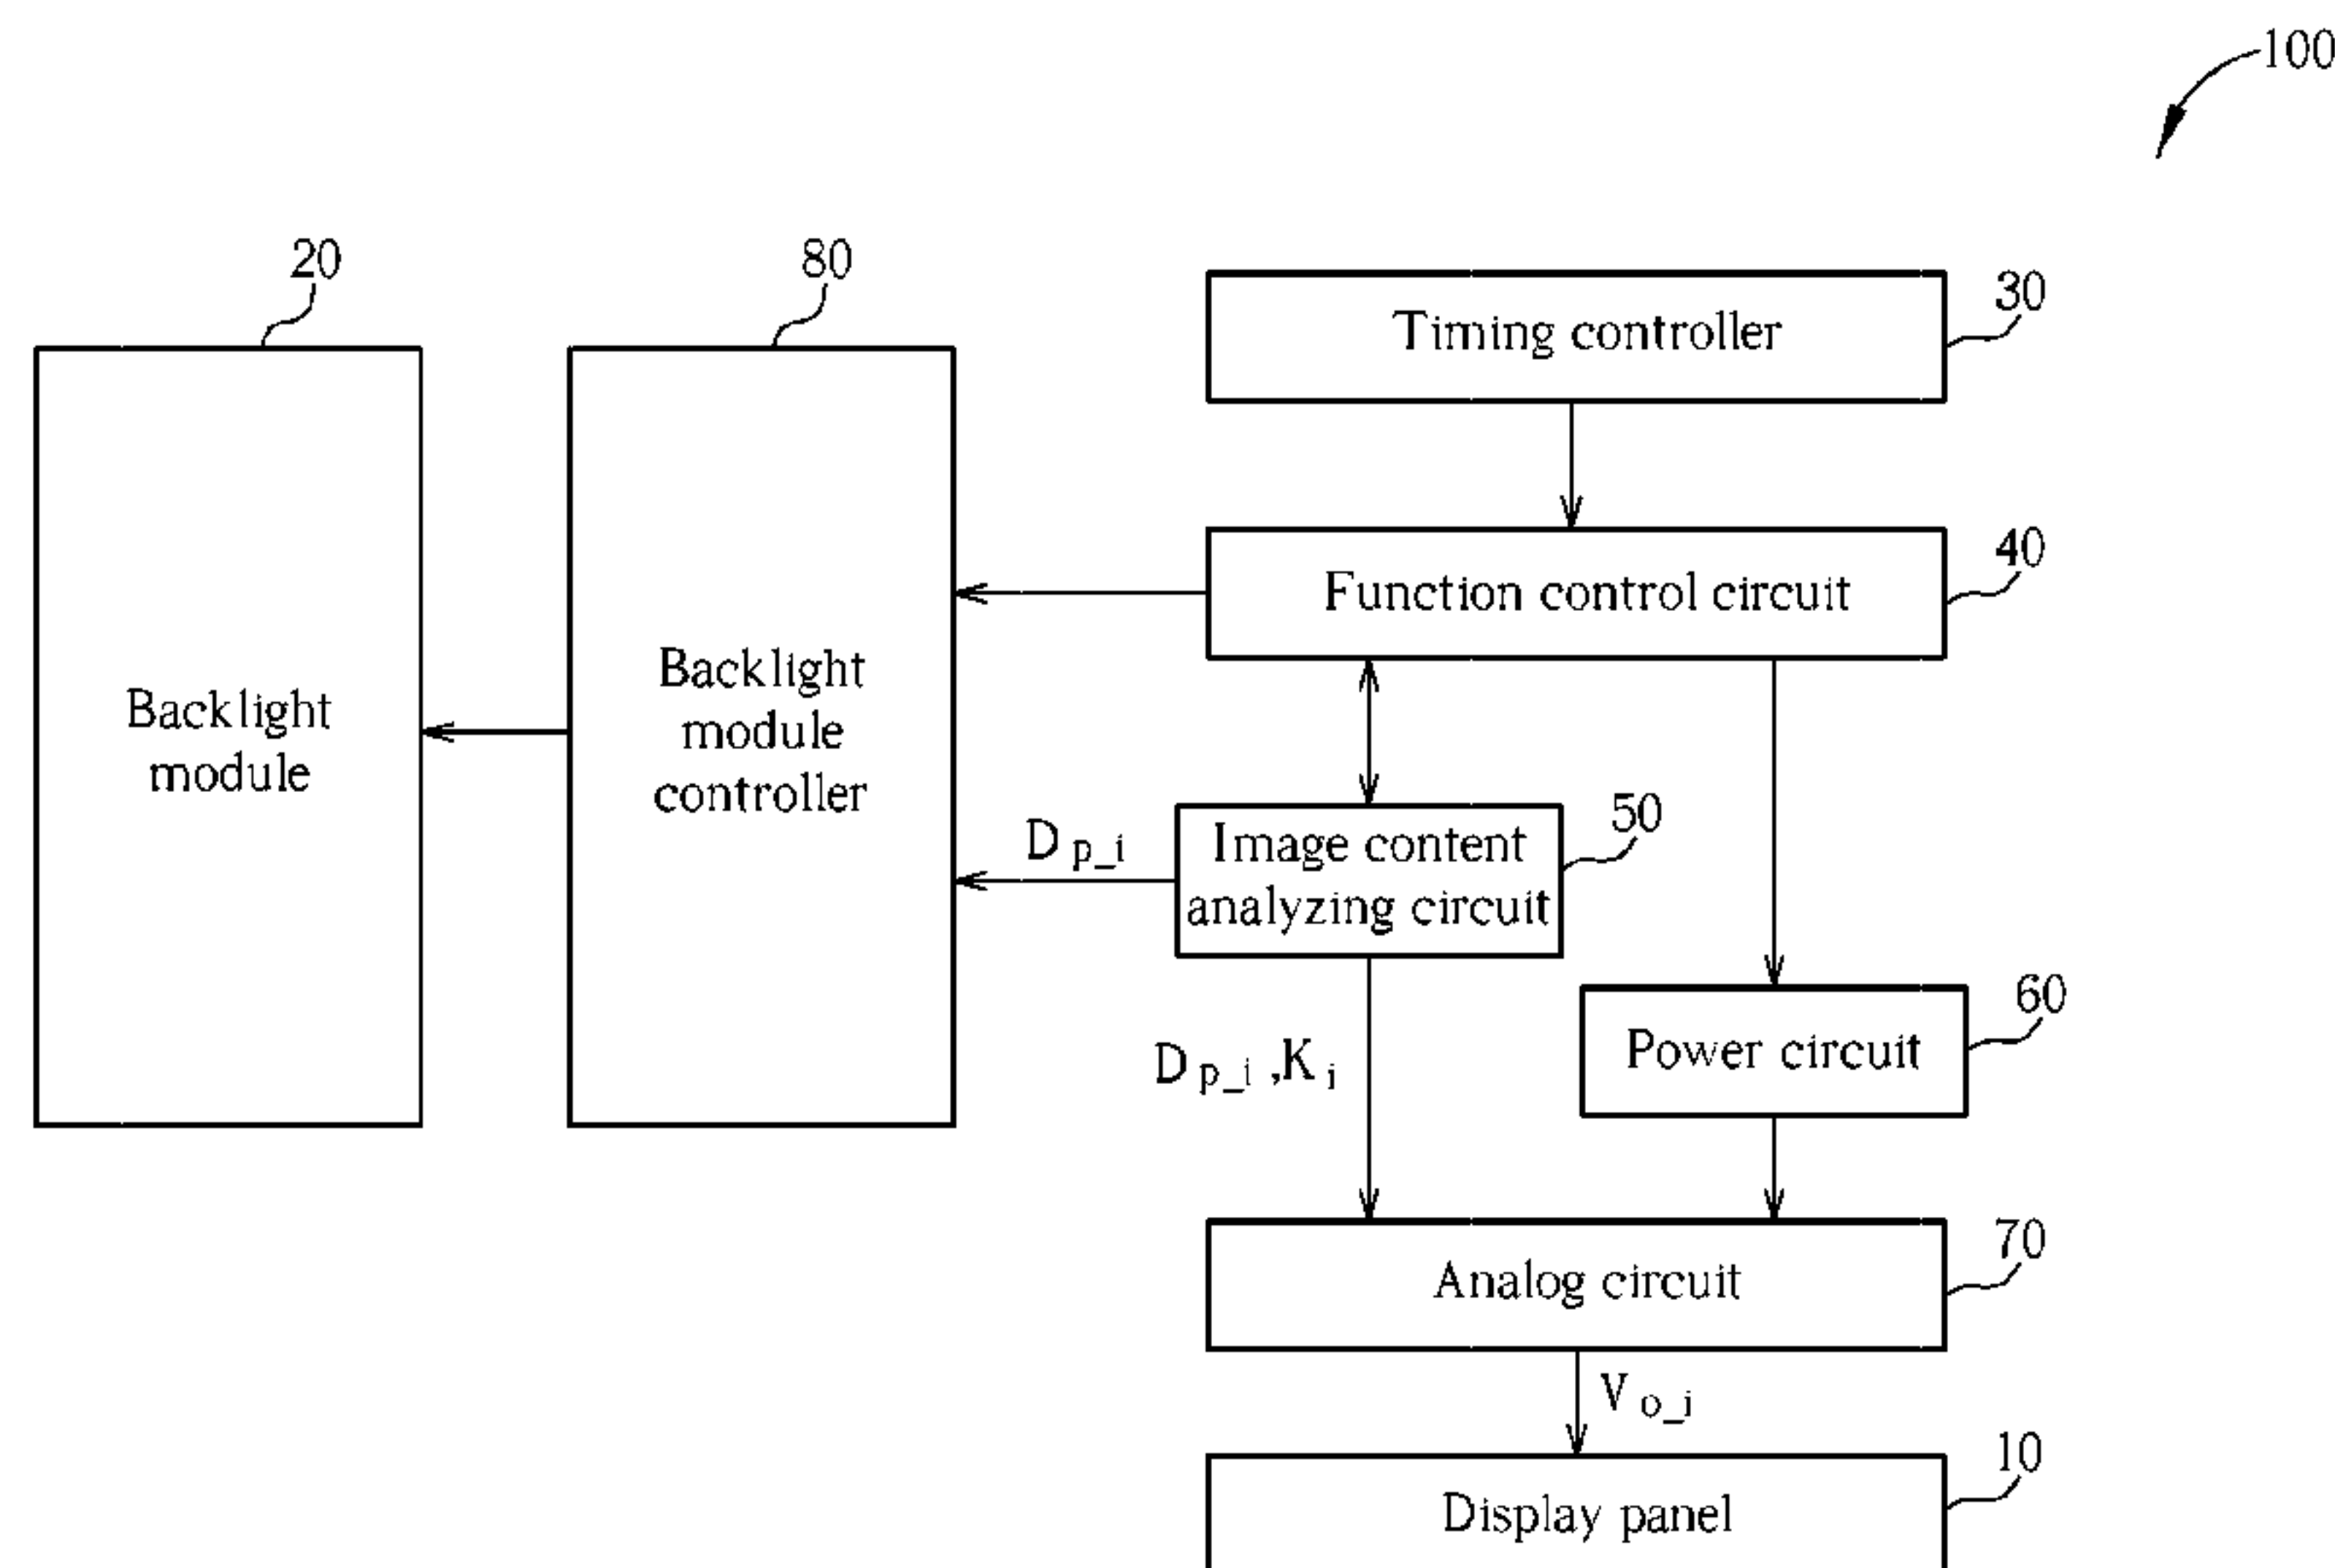 100
20
80
30
Timing controller
40
Function control circuit
Backlight
module
Backlight
module
controller
50
D p_i
Image content
analyzing circuit
60
Power circuit
D p_i ,K i
70
Analog circuit
V o_i
10
Display panel